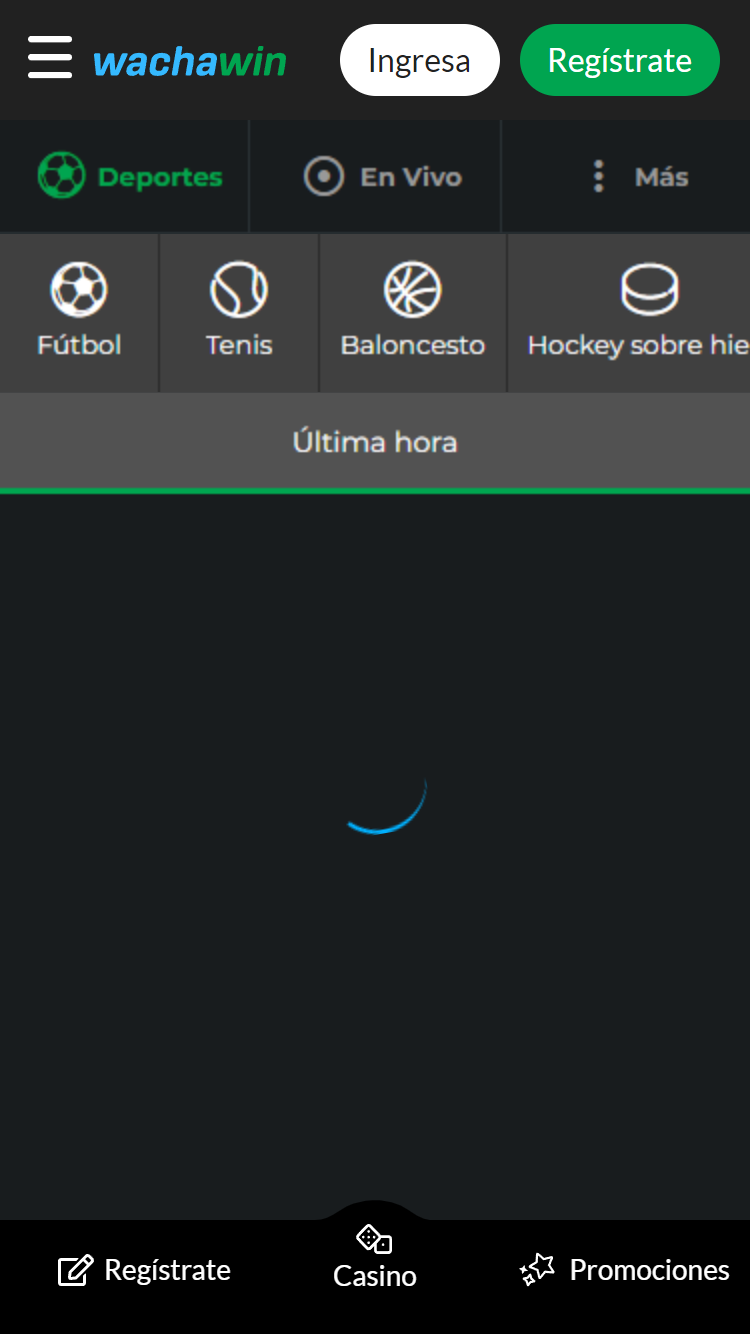 wachawin Ingresa Regístrate
Deportes En Vivo Más
Fútbol Tenis Baloncesto Hockey sobre hie
Última hora
Regístrate Casino Promociones